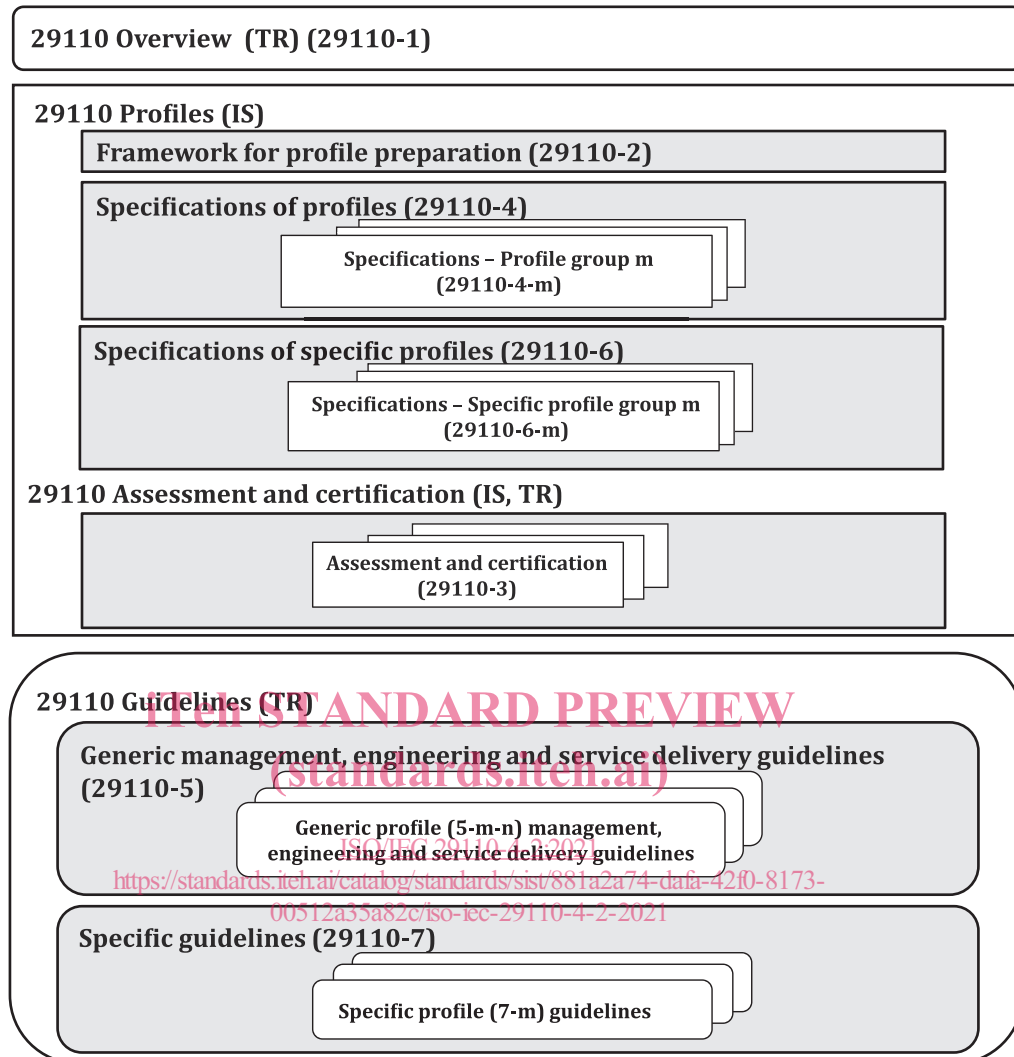 29110 Overview (TR) (29110-1)
29110 Profiles (IS)
Framework for profile preparation (29110-2)
Specifications of profiles (29110-4)
Specifications – Profile group m
(29110-4-m)
Specifications of specific profiles (29110-6)
Specifications – Specific profile group m
(29110-6-m)
29110 Assessment and certification (IS, TR)
Assessment and certification
(29110-3)
29110 Guidelines (TR)
iTeh STANDARD PREVIEW
Generic management, engineering and service delivery guidelines
(29110-5)
(standards.iteh.ai)
Generic profile (5-m-n) management,
engineering and service delivery guidelines
ISO/IEC 29110-4-2:2021
https://standards.iteh.ai/catalog/standards/sist/881a2a74-dafa-42f0-8173-
00512a35a82c/iso-iec-29110-4-2-2021
Specific guidelines (29110-7)
Specific profile (7-m) guidelines